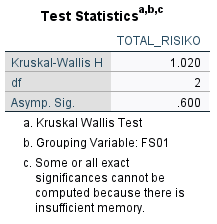 Test Statisticsa,b,c
TOTAL_RISIKO
Kruskal-Wallis H 1.020
df 2
Asymp. Sig. .600
a. Kruskal Wallis Test
b. Grouping Variable: FS01
c. Some or all exact
significances cannot be
computed because there is
insufficient memory.